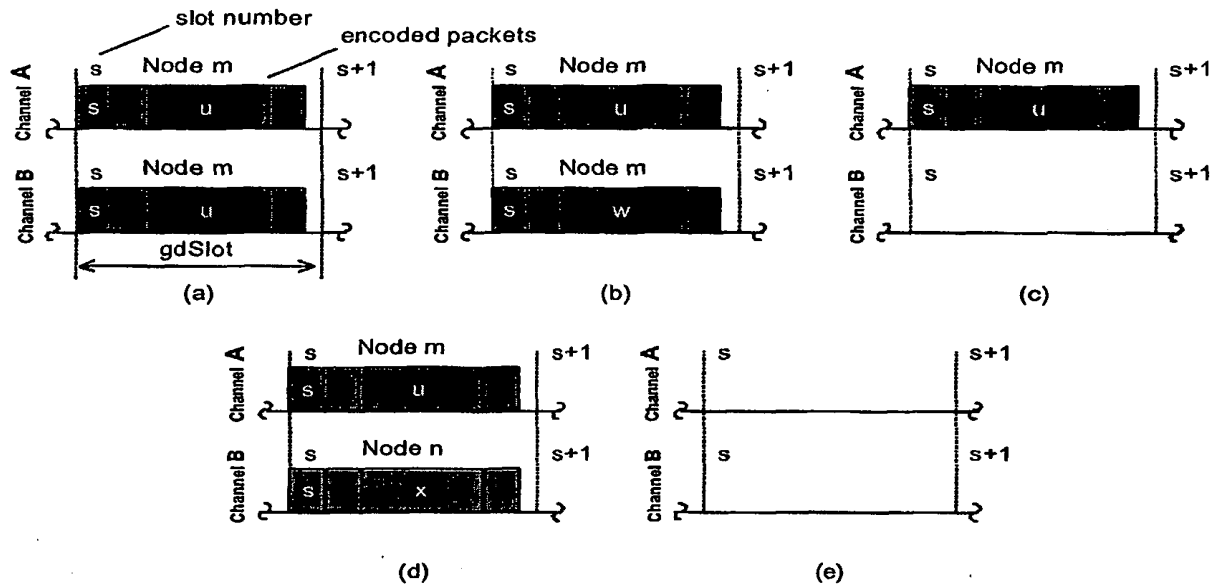 slot number
encoded packets
Channel A
s
Node m
s+1
s
u
Channel B
s
Node m
s+1
s
u
gdSlot
(a)
Channel A
s
Node m
s+1
s
u
Channel B
s
Node m
s+1
s
w
(b)
Channel A
s
Node m
s+1
s
u
Channel B
s
s+1
(c)
Channel A
s
Node m
s+1
s
u
Channel B
s
Node n
s+1
s
x
(d)
Channel A
s
s+1
Channel B
s
s+1
(e)